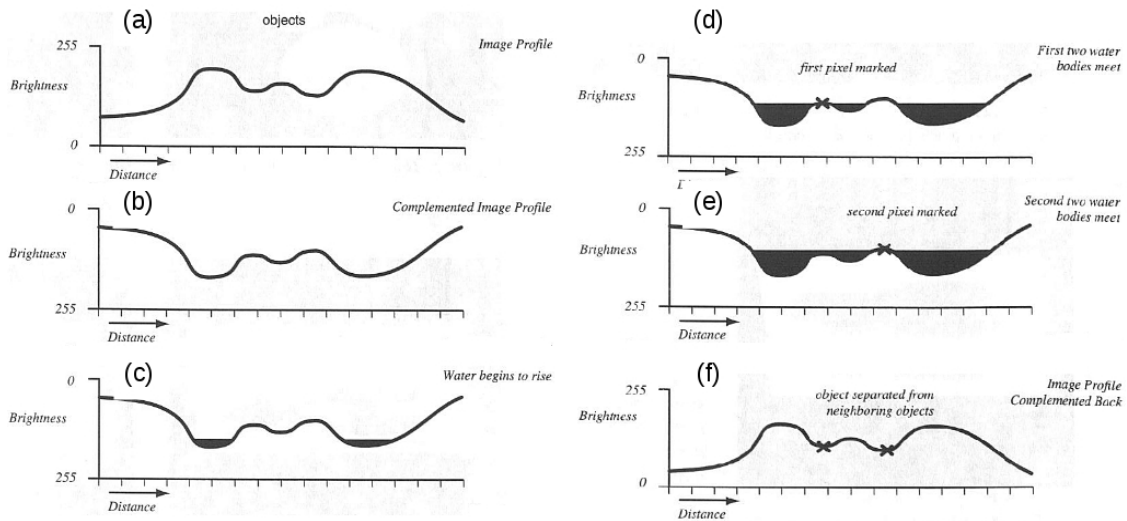 (a)
objects
Image Profile
255
Brightness
0
Distance
(b)
Complemented Image Profile
0
Brightness
255
Distance
(c)
Water begins to rise
0
Brightness
255
Distance
(d)
First two water
bodies meet
first pixel marked
0
Brightness
255
(e)
Second two water
bodies meet
second pixel marked
0
Brightness
255
Distance
(f)
Image Profile
Complemented Back
object separated from
neighboring objects
255
Brightness
0
Distance